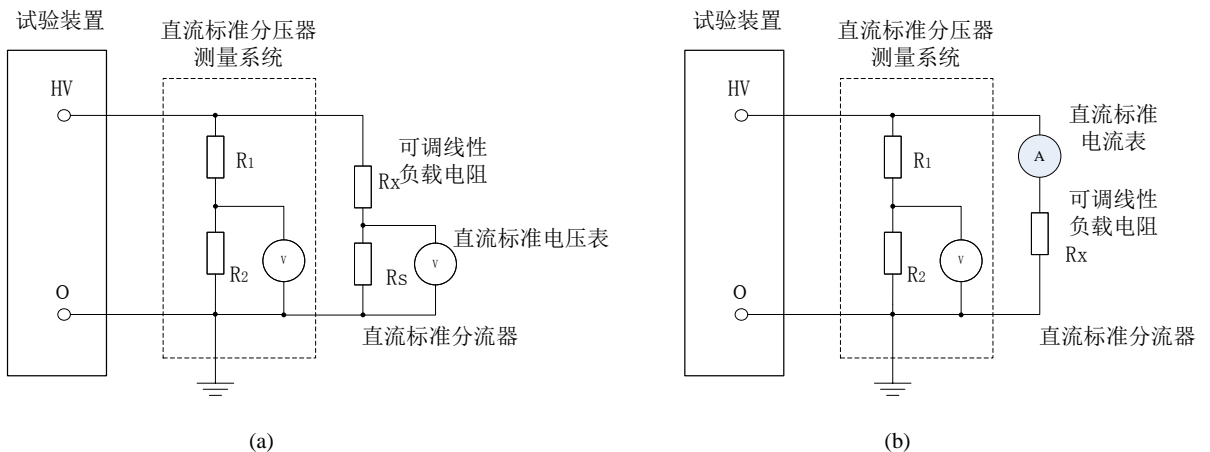 试验装置
直流标准分压器
测量系统
HV
R1
可调线性
负载电阻
Rx
直流标准电压表
R2
V
V
Rs
O
直流标准分流器
(a)
试验装置
直流标准分压器
测量系统
HV
直流标准
电流表
R1
A
可调线性
负载电阻
R2
V
Rx
O
直流标准分流器
(b)